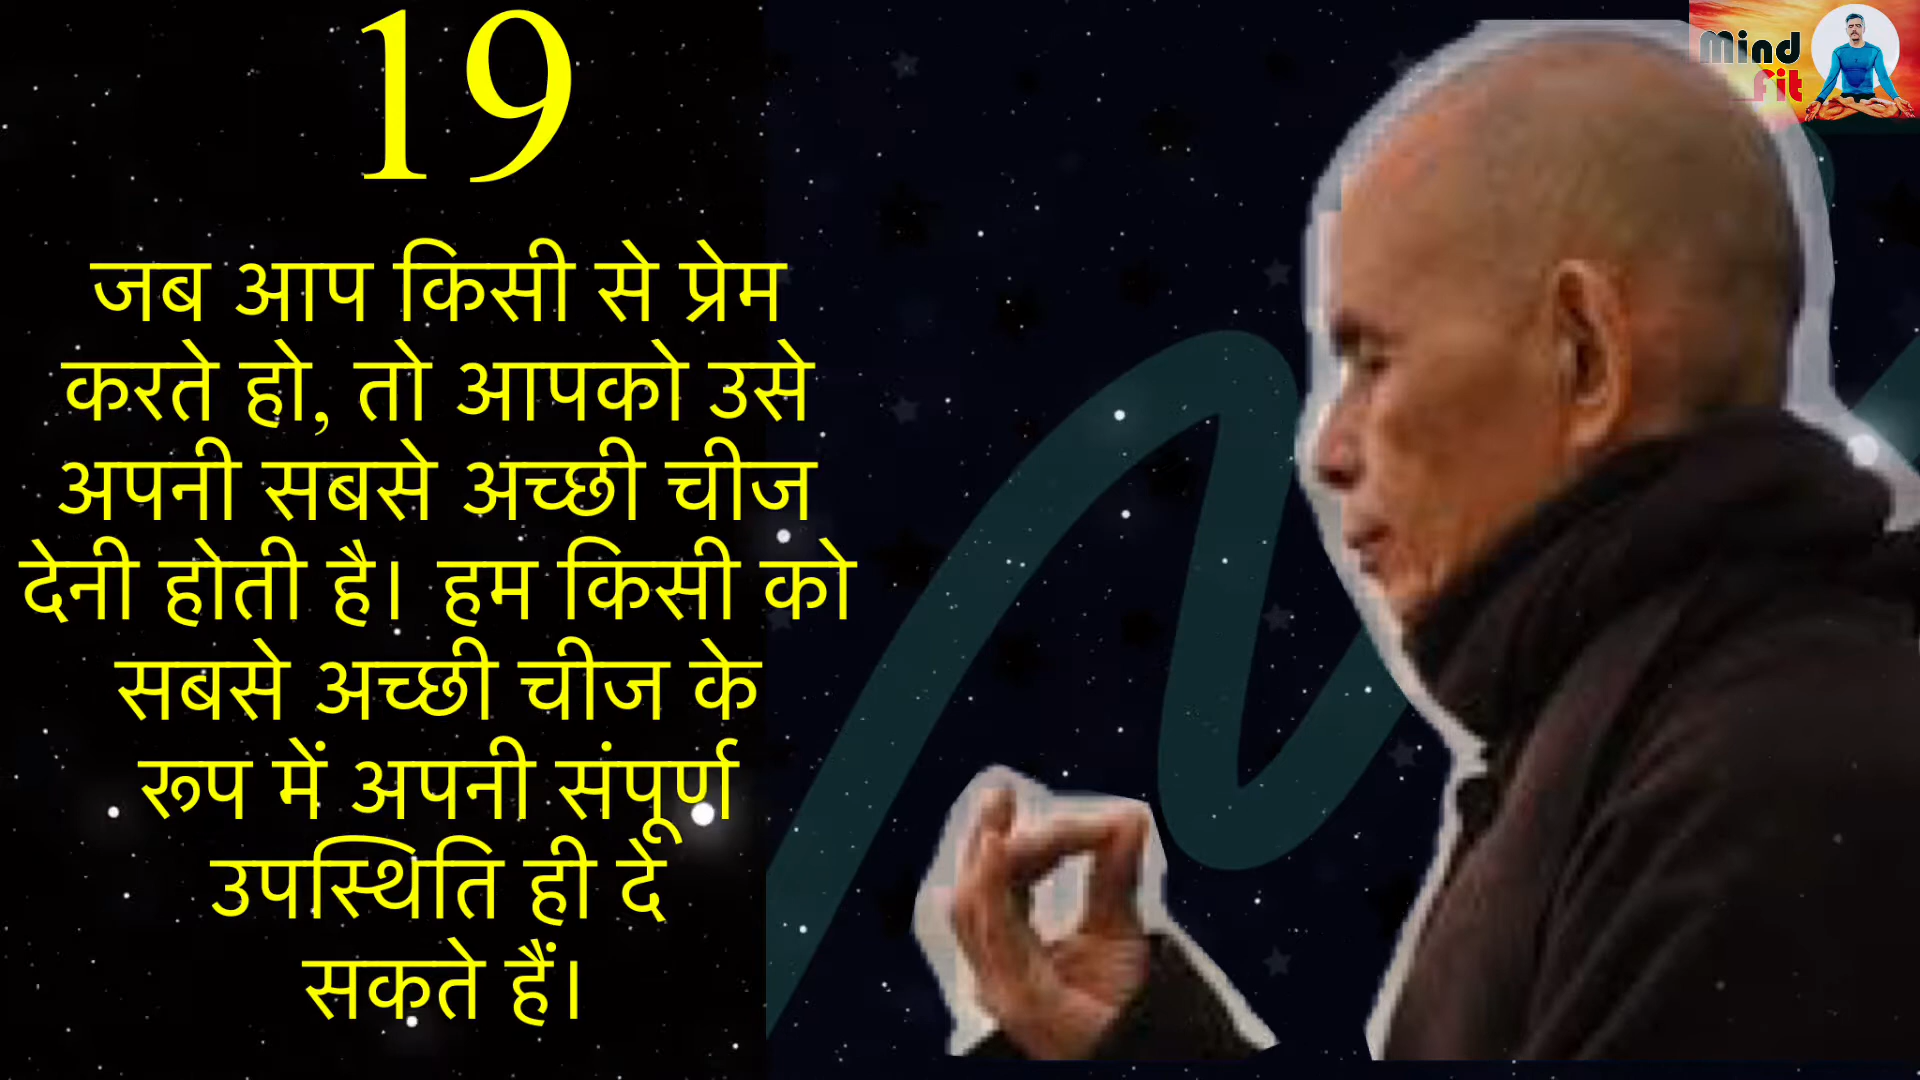 19
Mind
Fit
जब आप किसी से प्रेम
करते हो, तो आपको उसे
अपनी सबसे अच्छी चीज
देनी होती है। हम किसी को
सबसे अच्छी चीज के
रूप में अपनी संपूर्ण
उपस्थिति ही दे
सकते हैं।